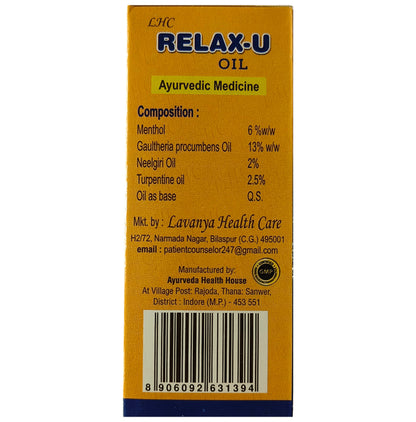 LHC
RELAX-U
OIL
Ayurvedic Medicine
Composition :
Menthol 6 %w/w
Gaultheria procumbens Oil 13% w/w
Neelgiri Oil 2%
Turpentine oil 2.5%
Oil as base Q.S.
Mkt. by : Lavanya Health Care
H2/72, Narmada Nagar, Bilaspur (C.G.) 495001
email : patientcounselor247@gmail.com
Manufactured by:
Ayurveda Health House
GMP
At Village Post: Rajoda, Thana: Sanwer,
District : Indore (M.P.) - 453 551
8 906092 631394